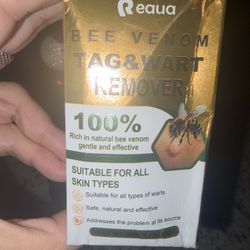 Reaua
BEE VENOM
TAG&WART
REMOVER
100%
Rich in natural bee venom
gentle and effective
SUITABLE FOR ALL
SKIN TYPES
Suitable for all types of warts
Safe, natural and effective
Addresses the problem at its source